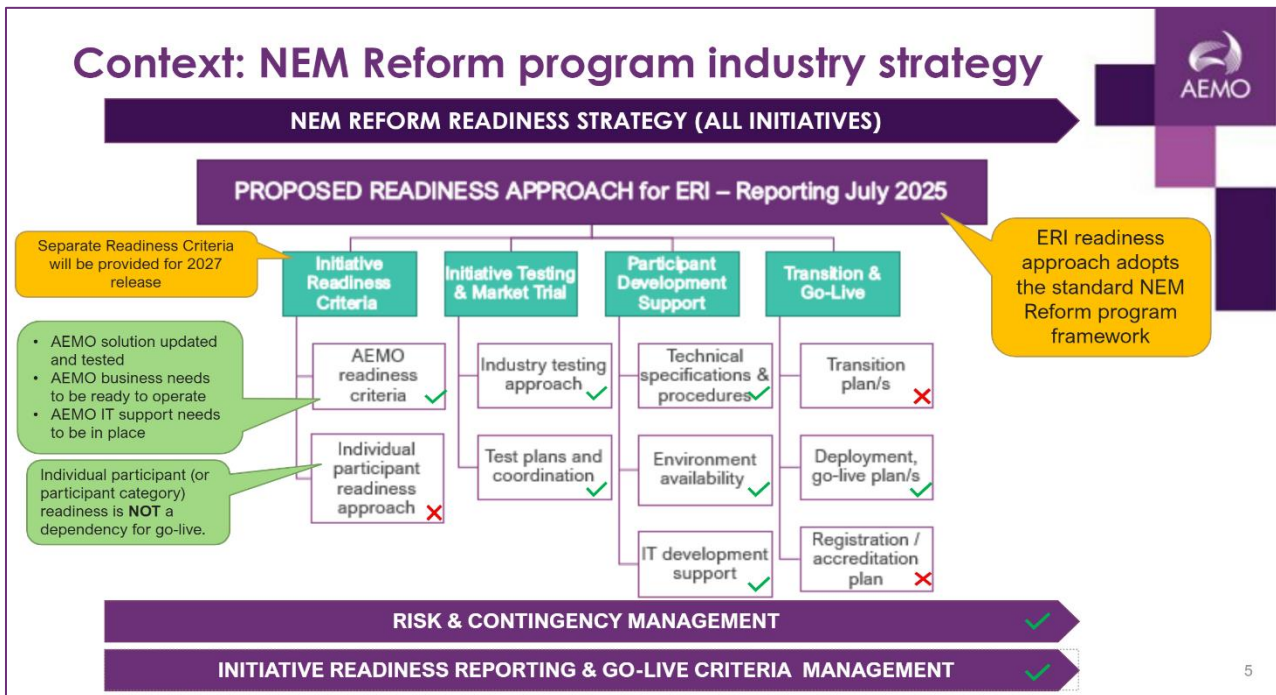 Context: NEM Reform program industry strategy
AEMO
NEM REFORM READINESS STRATEGY (ALL INITIATIVES)
PROPOSED READINESS APPROACH for ERI – Reporting July 2025
Separate Readiness Criteria
will be provided for 2027
release
ERI readiness
approach adopts
the standard NEM
Reform program
framework
Initiative
Readiness
Criteria
Initiative Testing
& Market Trial
Participant
Development
Support
Transition &
Go-Live
• AEMO solution updated
and tested
• AEMO business needs
to be ready to operate
• AEMO IT support needs
to be in place
AEMO
readiness
criteria
Industry testing
approach
Technical
specifications &
procedures
Transition
plan/s
Individual participant (or
participant category)
readiness is NOT a
dependency for go-live.
Individual
participant
readiness
approach
Test plans and
coordination
Environment
availability
Deployment,
go-live plan/s
IT development
support
Registration /
accreditation
plan
RISK & CONTINGENCY MANAGEMENT
INITIATIVE READINESS REPORTING & GO-LIVE CRITERIA MANAGEMENT
5